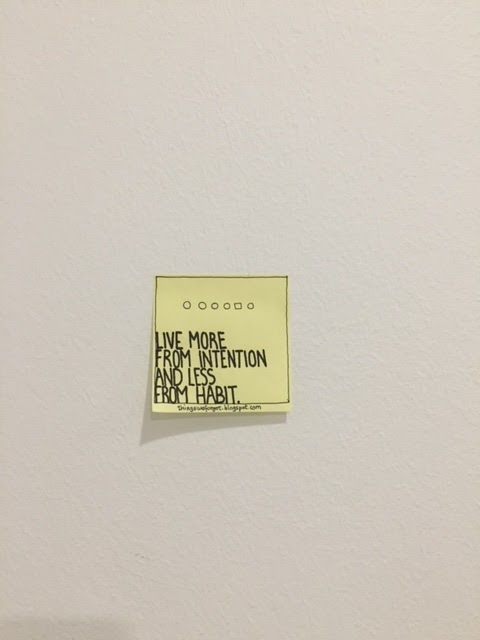 LIVE MORE
FROM INTENTION
AND LESS
FROM HABIT.
thingsweforget.blogspot.com